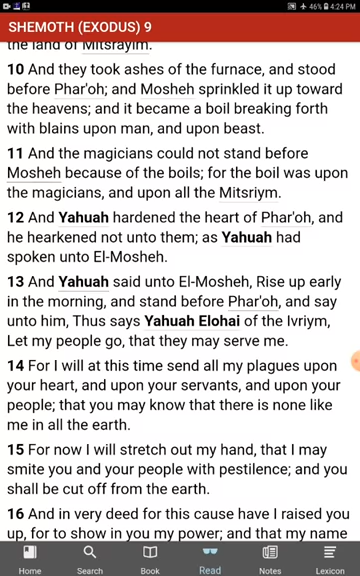 46% 4:24 PM
SHEMOTH (EXODUS) 9
the land of Mitsrayim.
10 And they took ashes of the furnace, and stood
before Phar'oh; and Mosheh sprinkled it up toward
the heavens; and it became a boil breaking forth
with blains upon man, and upon beast.
11 And the magicians could not stand before
Mosheh because of the boils; for the boil was upon
the magicians, and upon all the Mitsriym.
12 And Yahuah hardened the heart of Phar'oh, and
he hearkened not unto them; as Yahuah had
spoken unto El-Mosheh.
13 And Yahuah said unto El-Mosheh, Rise up early
in the morning, and stand before Phar'oh, and say
unto him, Thus says Yahuah Elohai of the Ivriym,
Let my people go, that they may serve me.
14 For I will at this time send all my plagues upon
your heart, and upon your servants, and upon your
people; that you may know that there is none like
me in all the earth.
15 For now I will stretch out my hand, that I may
smite you and your people with pestilence; and you
shall be cut off from the earth.
16 And in very deed for this cause have I raised you
up, for to show in you my power; and that my name
Home Search Book Read Notes Lexicon